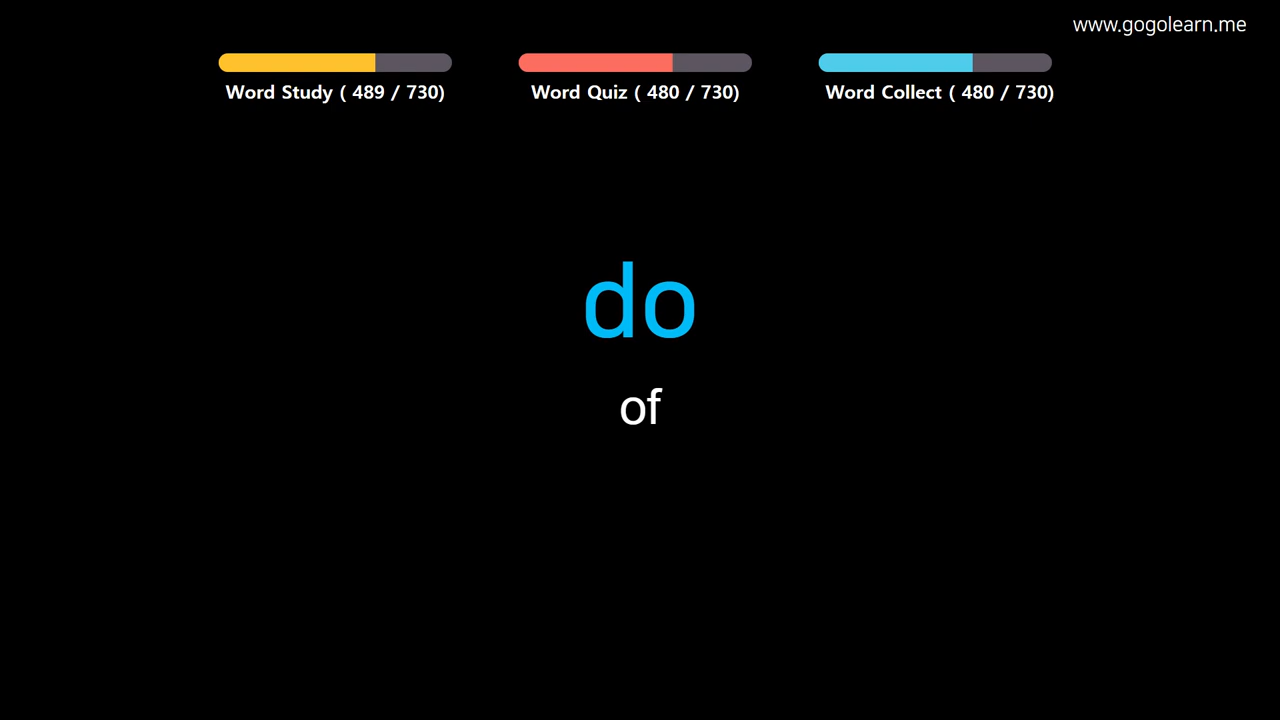 www.gogolearn.me
Word Study ( 489 / 730)
Word Quiz ( 480 / 730)
Word Collect ( 480 / 730)
do
of